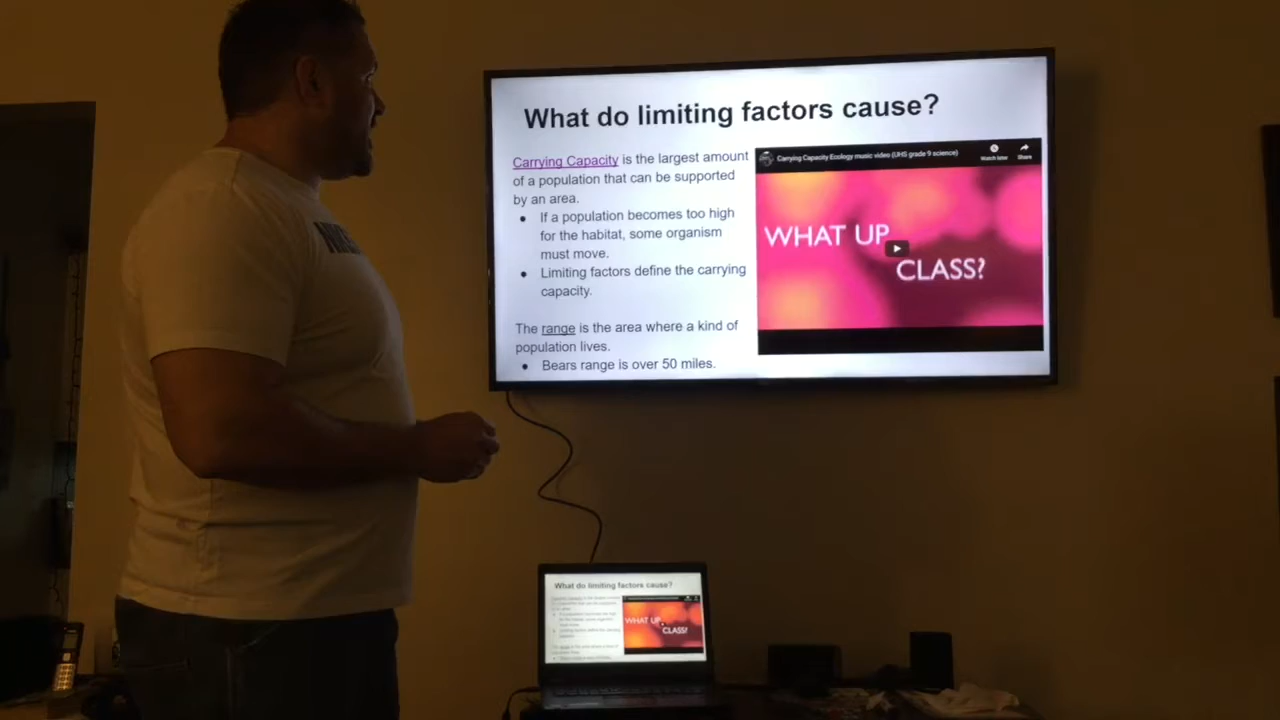 What do limiting factors cause?
Carrying Capacity is the largest amount
of a population that can be supported
by an area.
● If a population becomes too high
for the habitat, some organism
must move.
● Limiting factors define the carrying
capacity.
The range is the area where a kind of
population lives.
● Bears range is over 50 miles.
Carrying Capacity Ecology music video (UHS grade 9 science)
Watch later
Share
WHAT UP
CLASS?
What do limiting factors cause?
WHAT UP
CLASS?